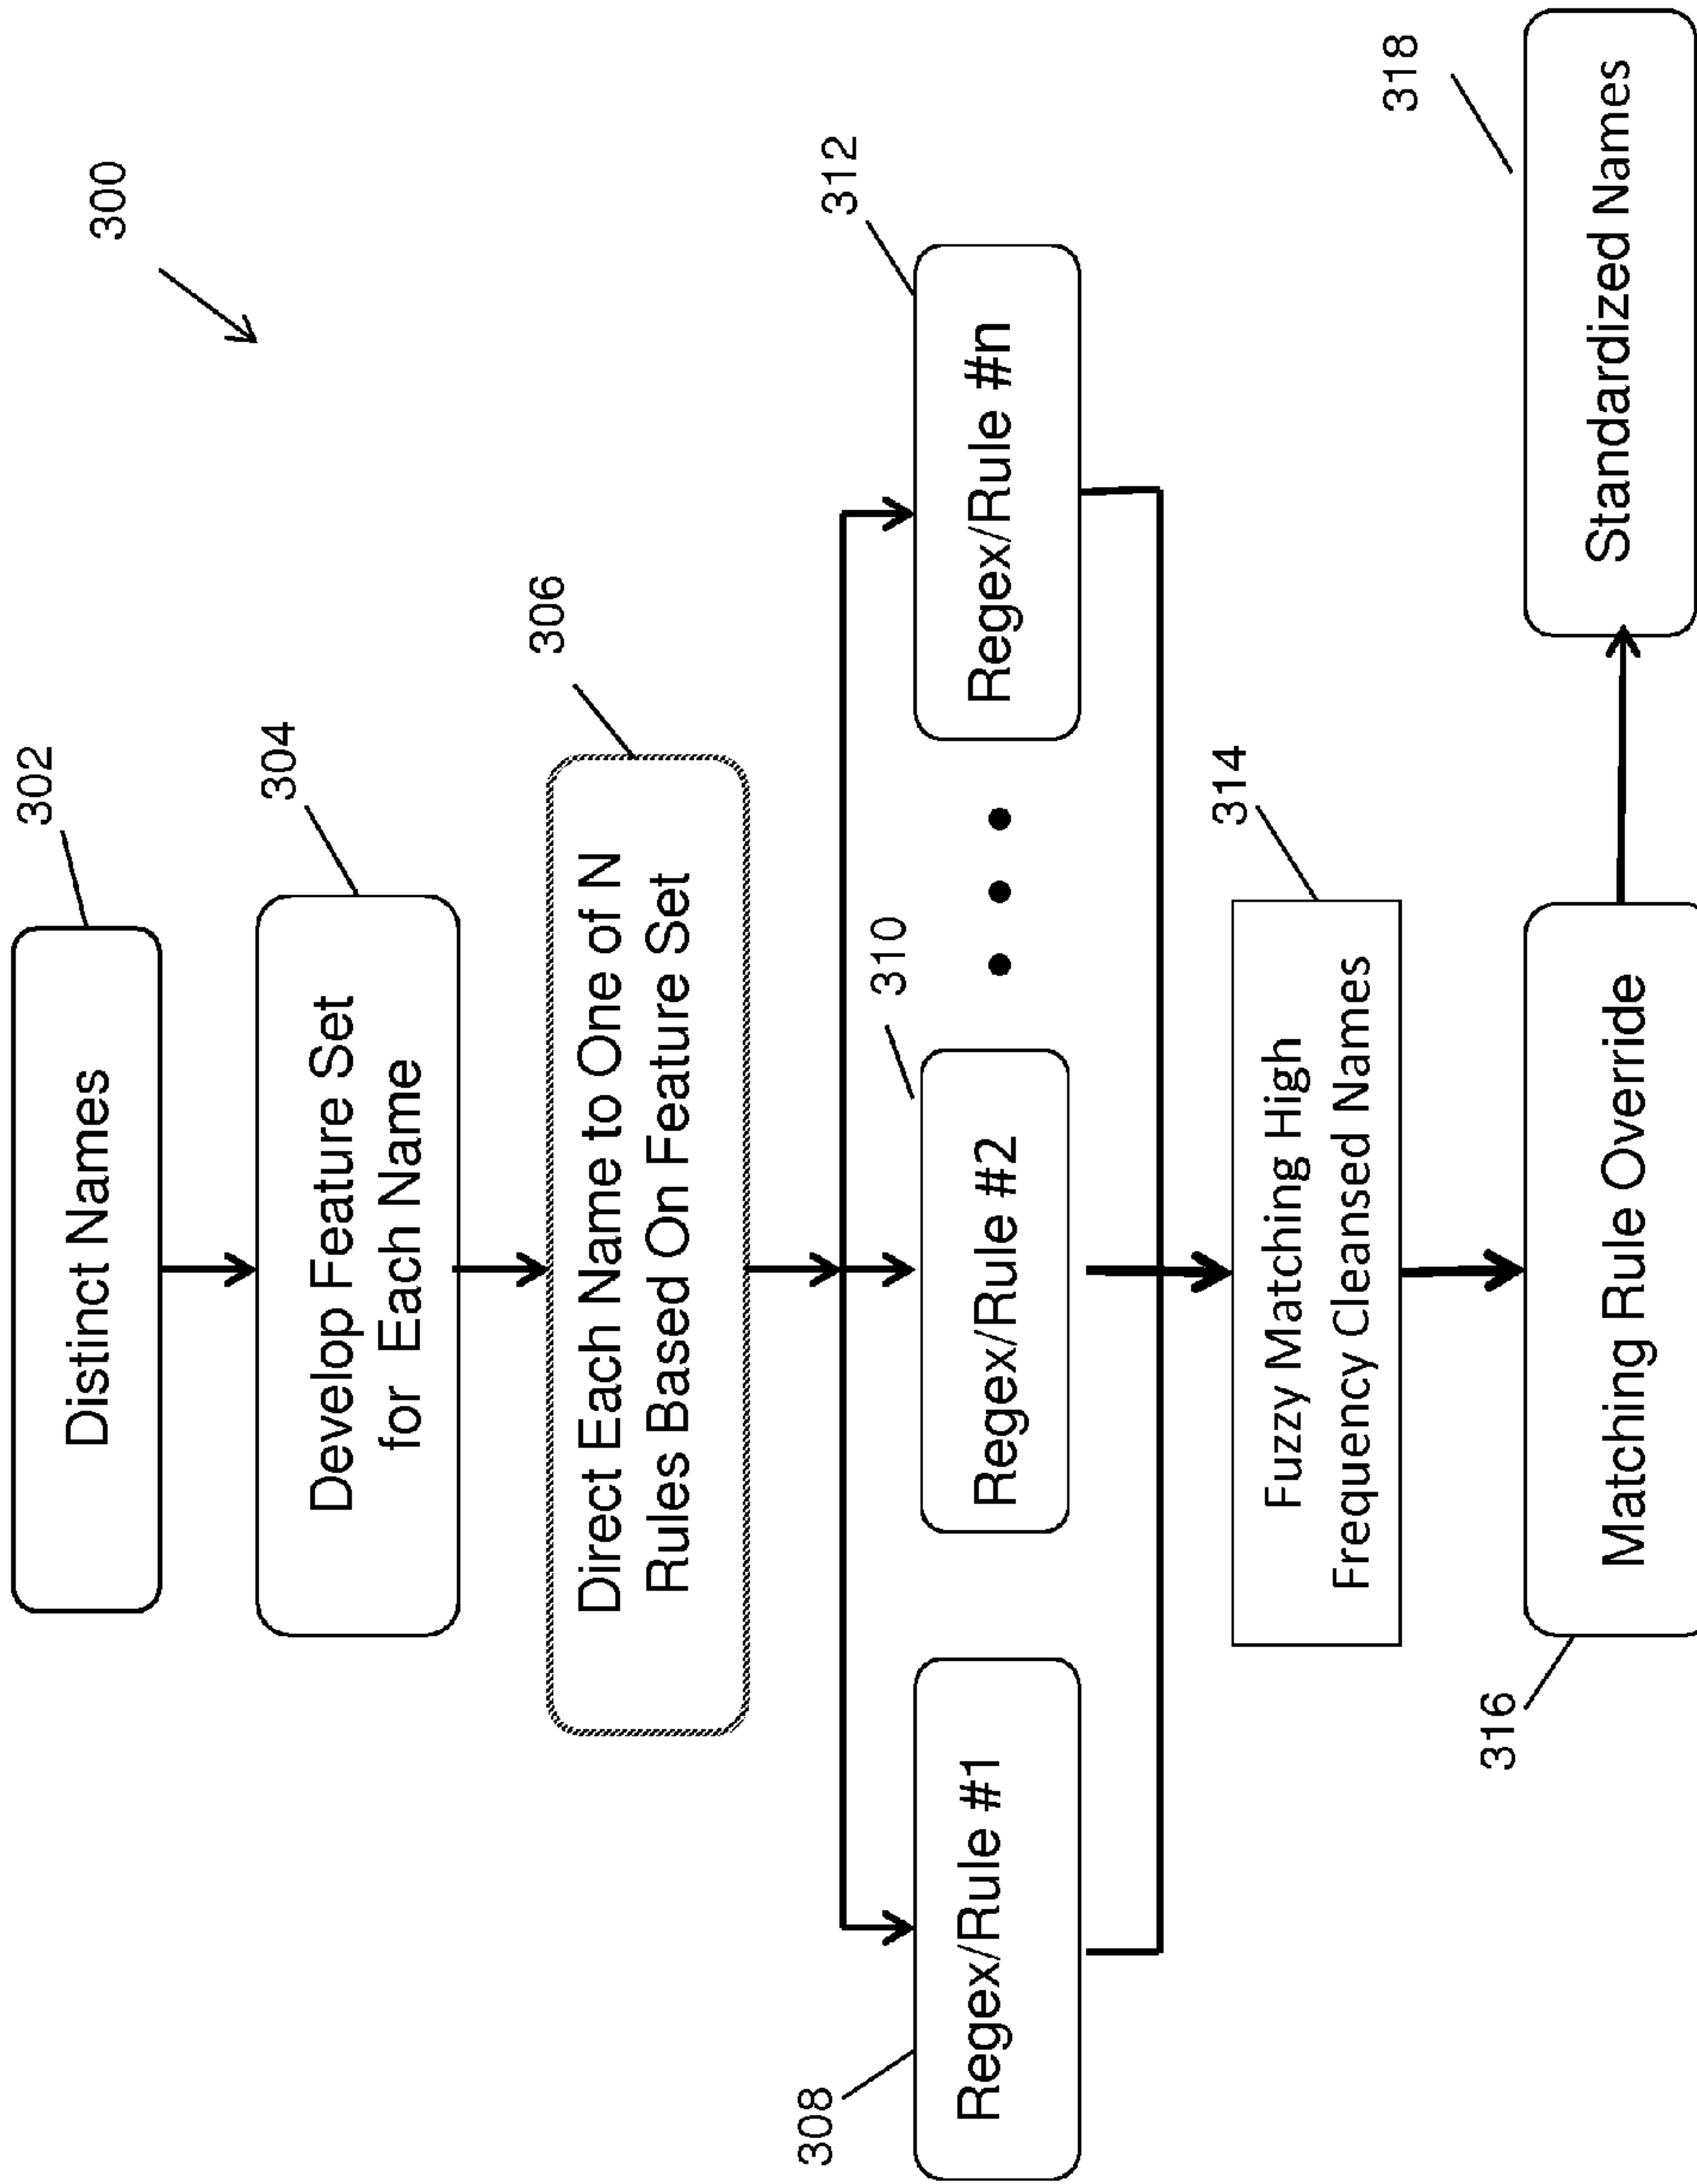 300
302
Distinct Names
304
Develop Feature Set
for Each Name
306
Direct Each Name to One of N
Rules Based On Feature Set
308
Regex/Rule #1
310
Regex/Rule #2
312
Regex/Rule #n
314
Fuzzy Matching High
Frequency Cleansed Names
316
Matching Rule Override
318
Standardized Names